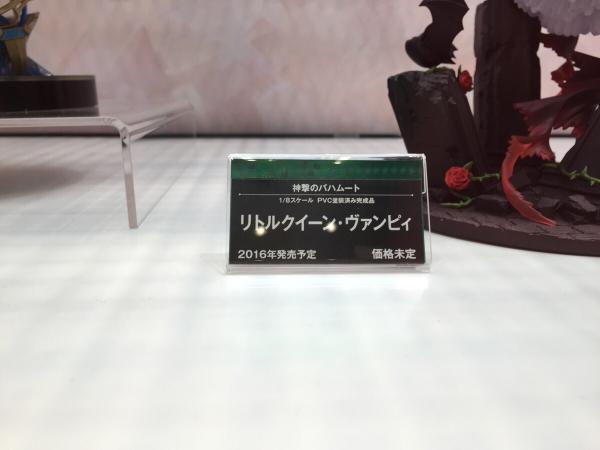 神撃のバハムート
1/8スケール PVC塗装済み完成品
リトルクイーン・ヴァンピィ
2016年発売予定 価格未定